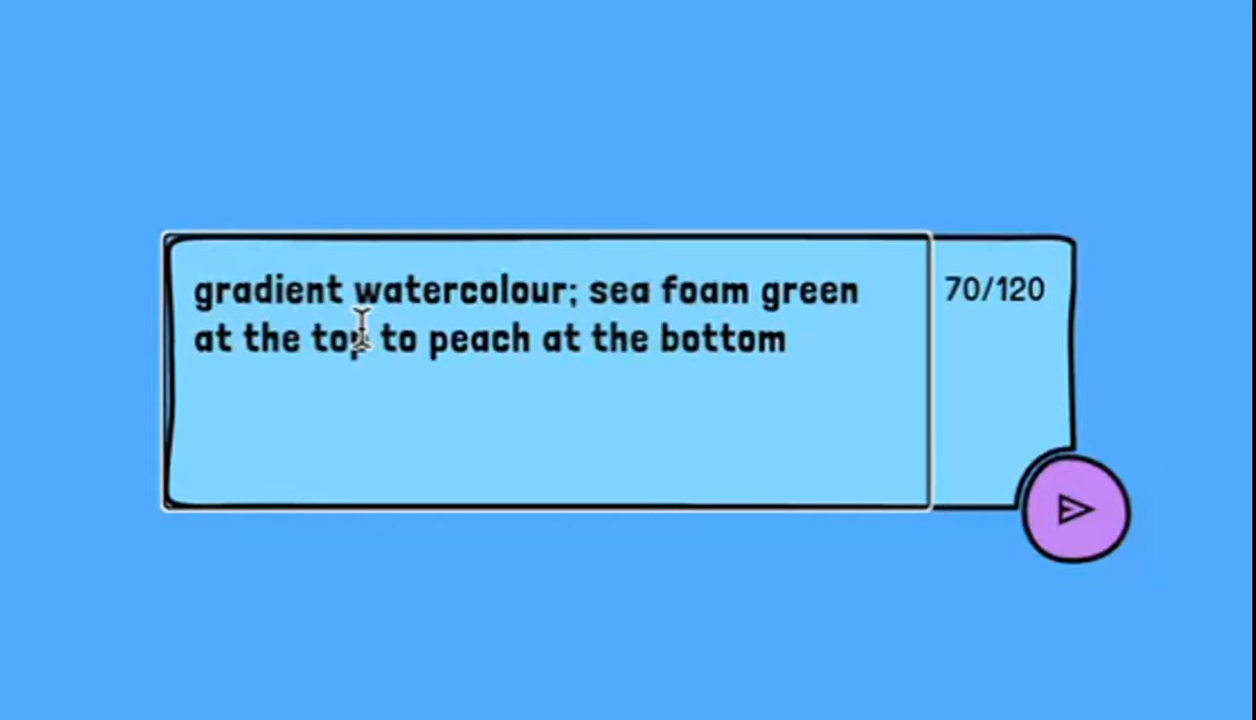 gradient watercolour; sea foam green
at the top to peach at the bottom
70/120